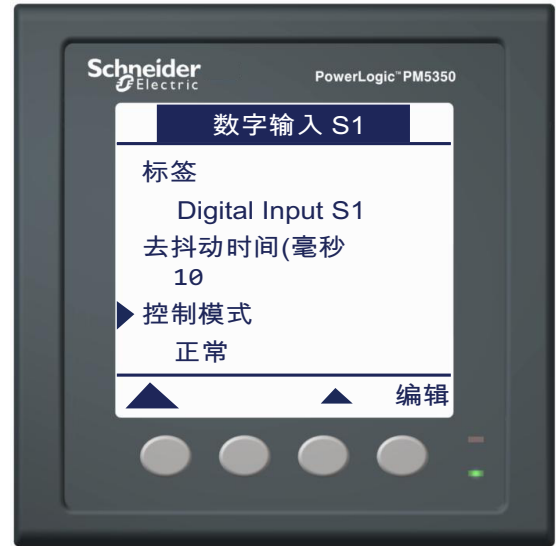 Schneider
Electric
PowerLogic™ PM5350
数字输入 S1
标签
Digital Input S1
去抖动时间(毫秒
10
控制模式
正常
编辑